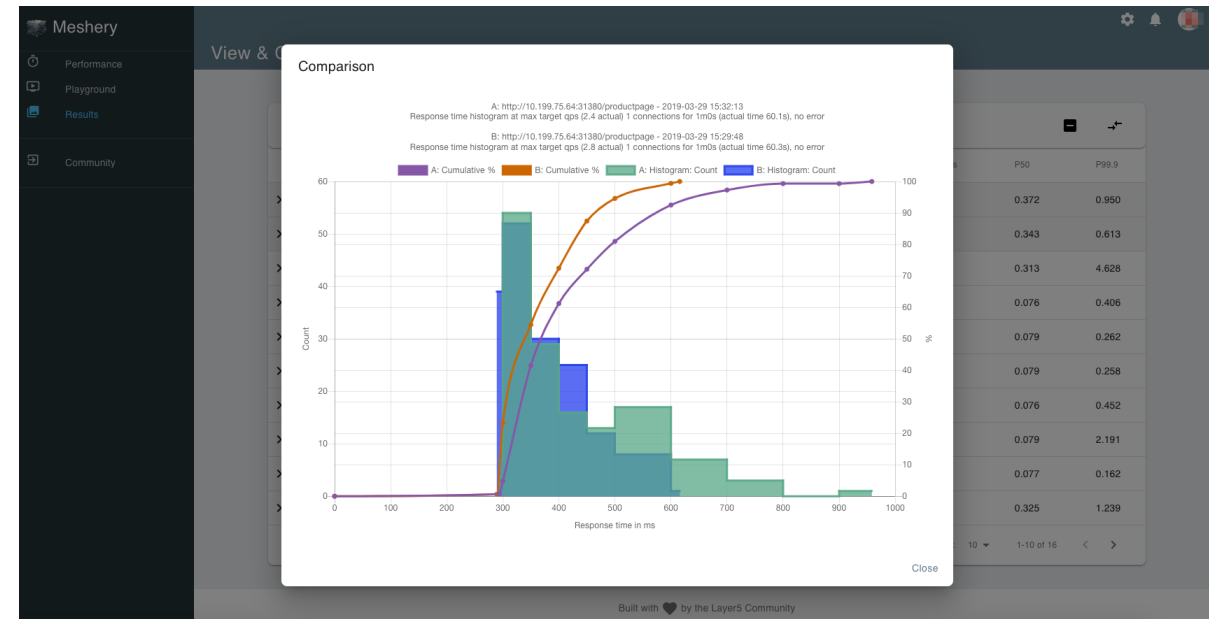 Meshery
Performance
Playground
Results
Community
View & C
Comparison
A: http://10.199.75.64:31380/productpage - 2019-03-29 15:32:13
Response time histogram at max target qps (2.4 actual) 1 connections for 1m0s (actual time 60.1s), no error
B: http://10.199.75.64:31380/productpage - 2019-03-29 15:29:48
Response time histogram at max target qps (2.8 actual) 1 connections for 1m0s (actual time 60.3s), no error
A: Cumulative % B: Cumulative % A: Histogram: Count B: Histogram: Count
60 100
90
50
80
70
40
60
Count 30 50 %
40
20
30
20
10
10
0 0
0 100 200 300 400 500 600 700 800 900 1000
Response time in ms
Close
s P50 P99.9
0.372 0.950
0.343 0.613
0.313 4.628
0.076 0.406
0.079 0.262
0.079 0.258
0.076 0.452
0.079 2.191
0.077 0.162
0.325 1.239
: 10 1-10 of 16
Built with by the Layer5 Community